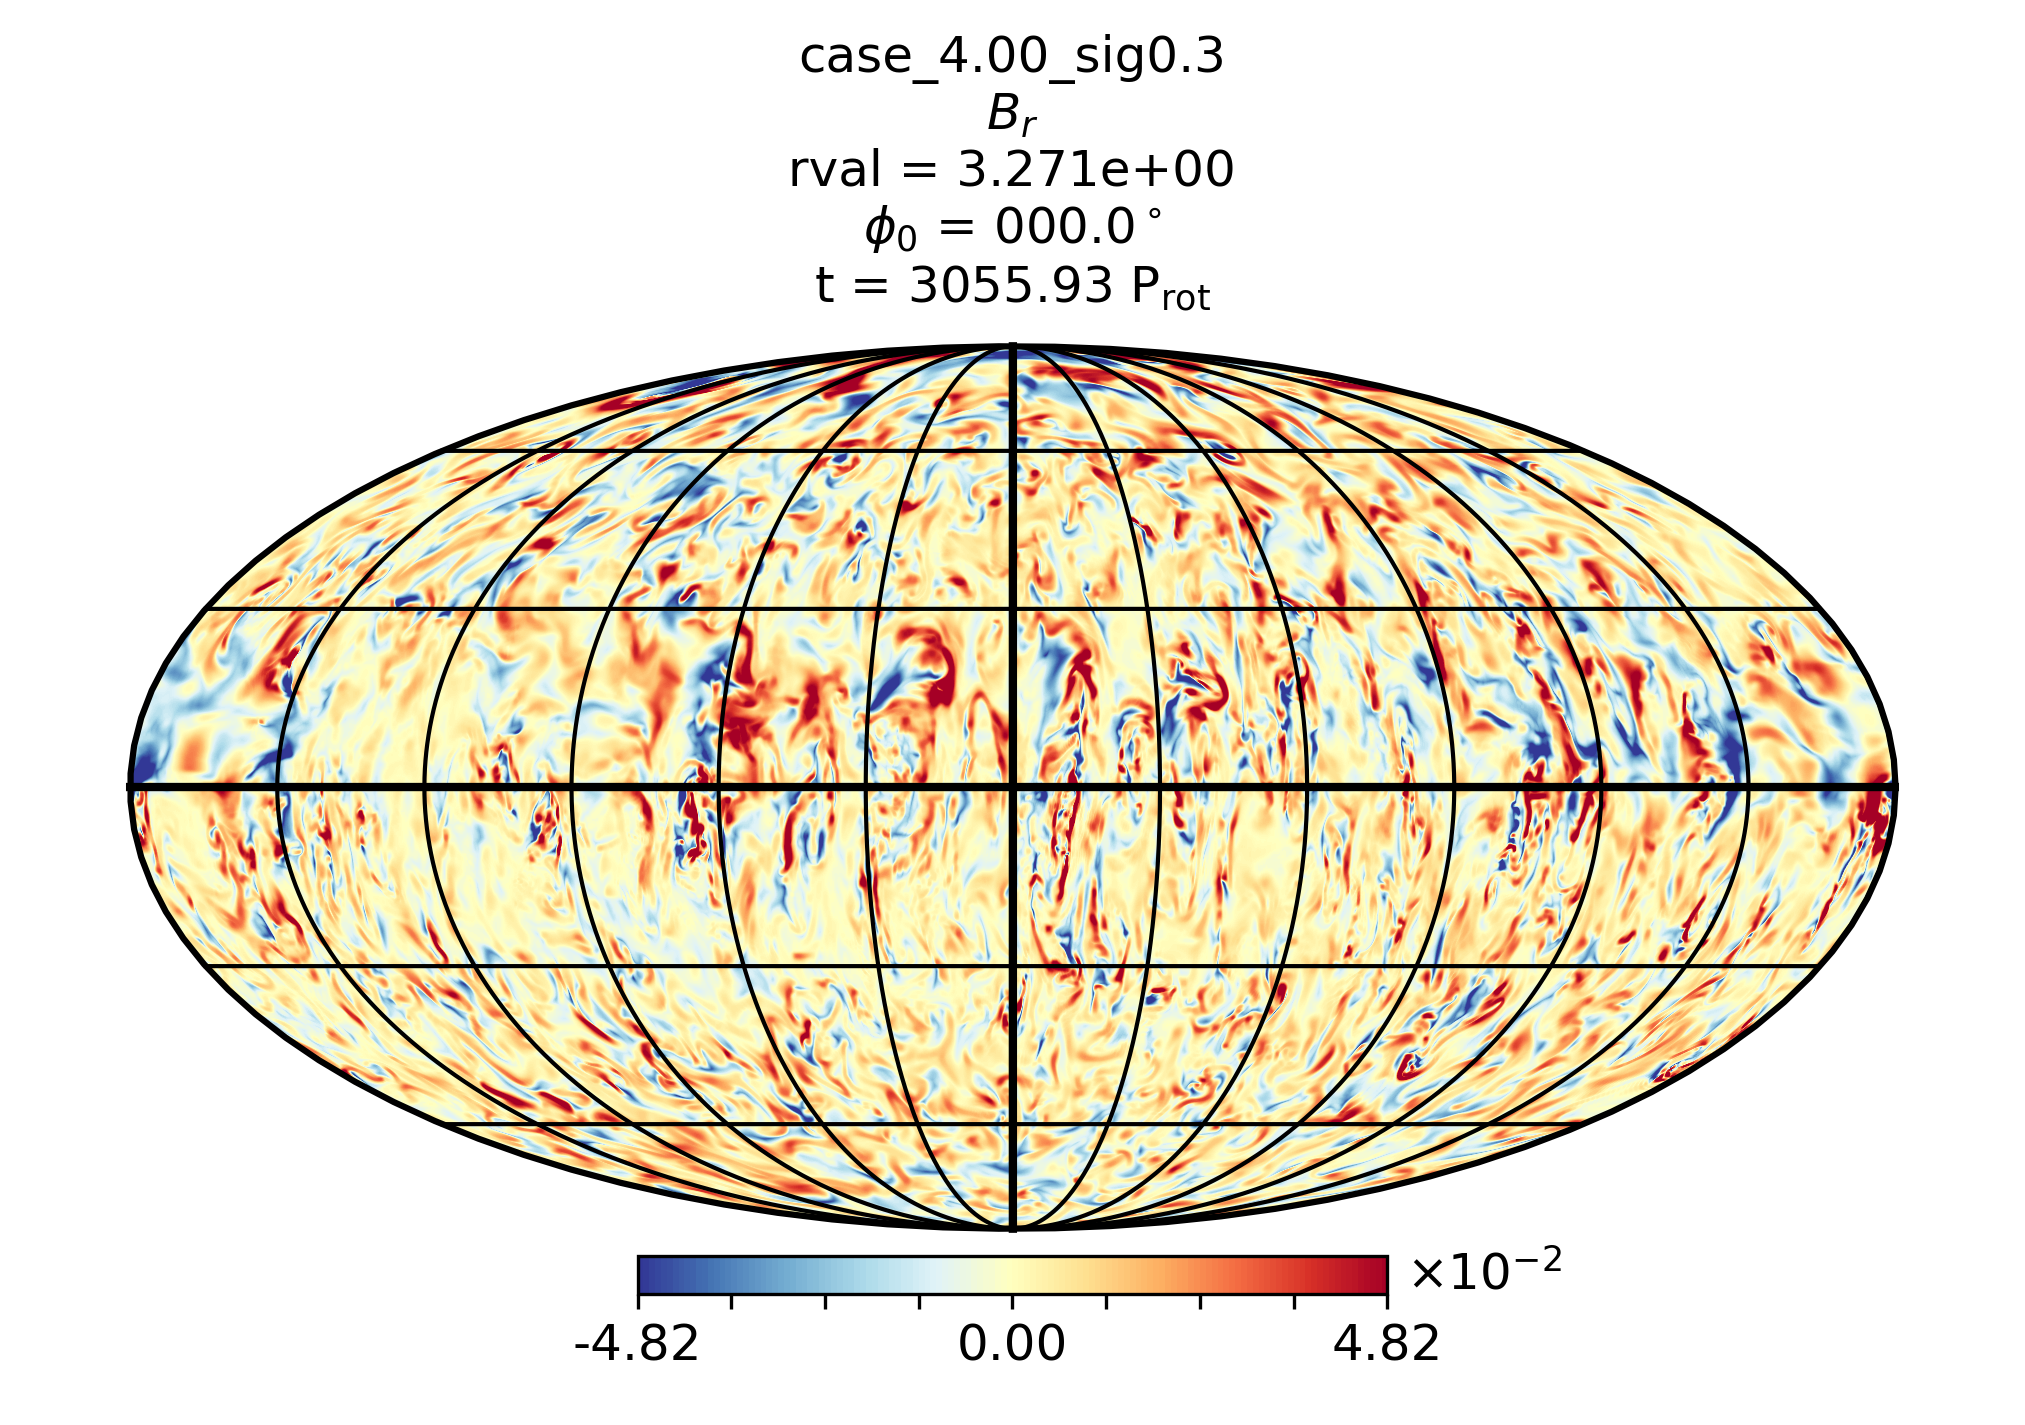 case_4.00_sig0.3
B_r
rval = 3.271e+00
ϕ_0 = 000.0°
t = 3055.93 P_rot
×10^−2
-4.82 0.00 4.82